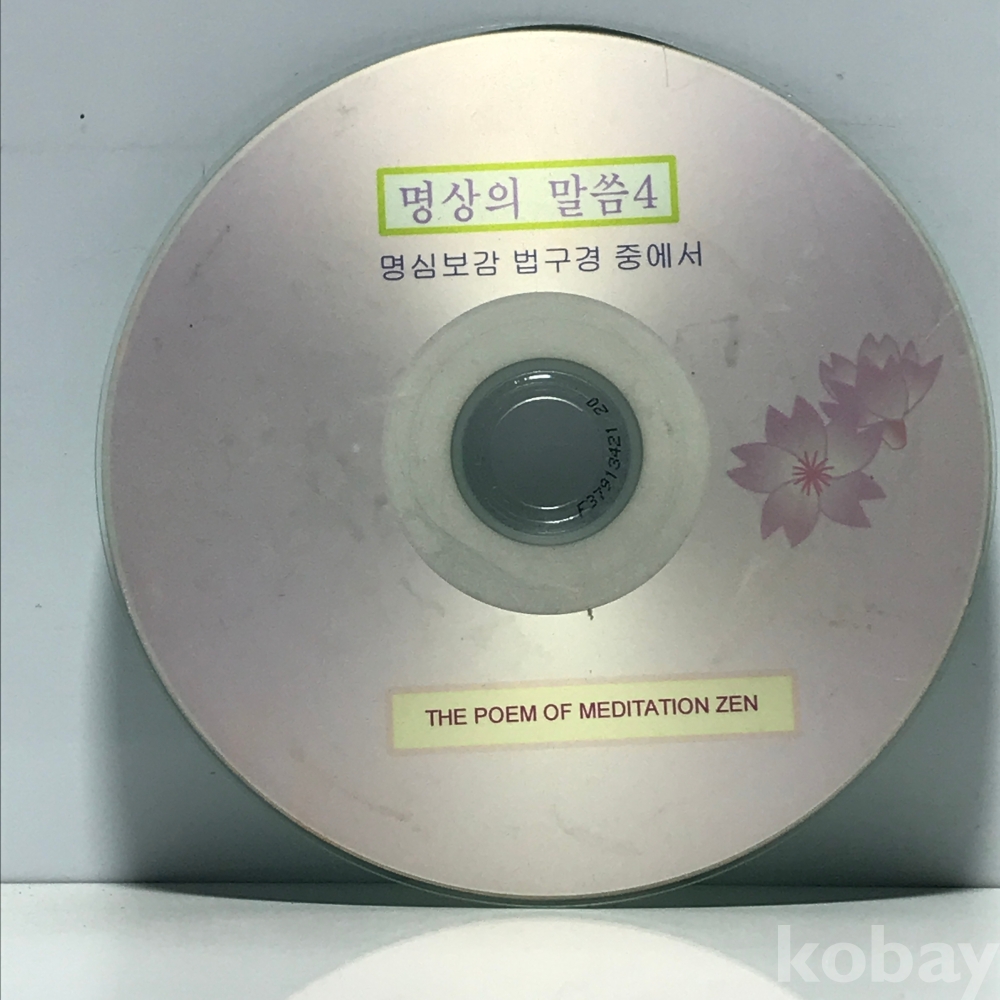 명상의 말씀4
명심보감 법구경 중에서
F37913421 20
THE POEM OF MEDITATION ZEN
kobay